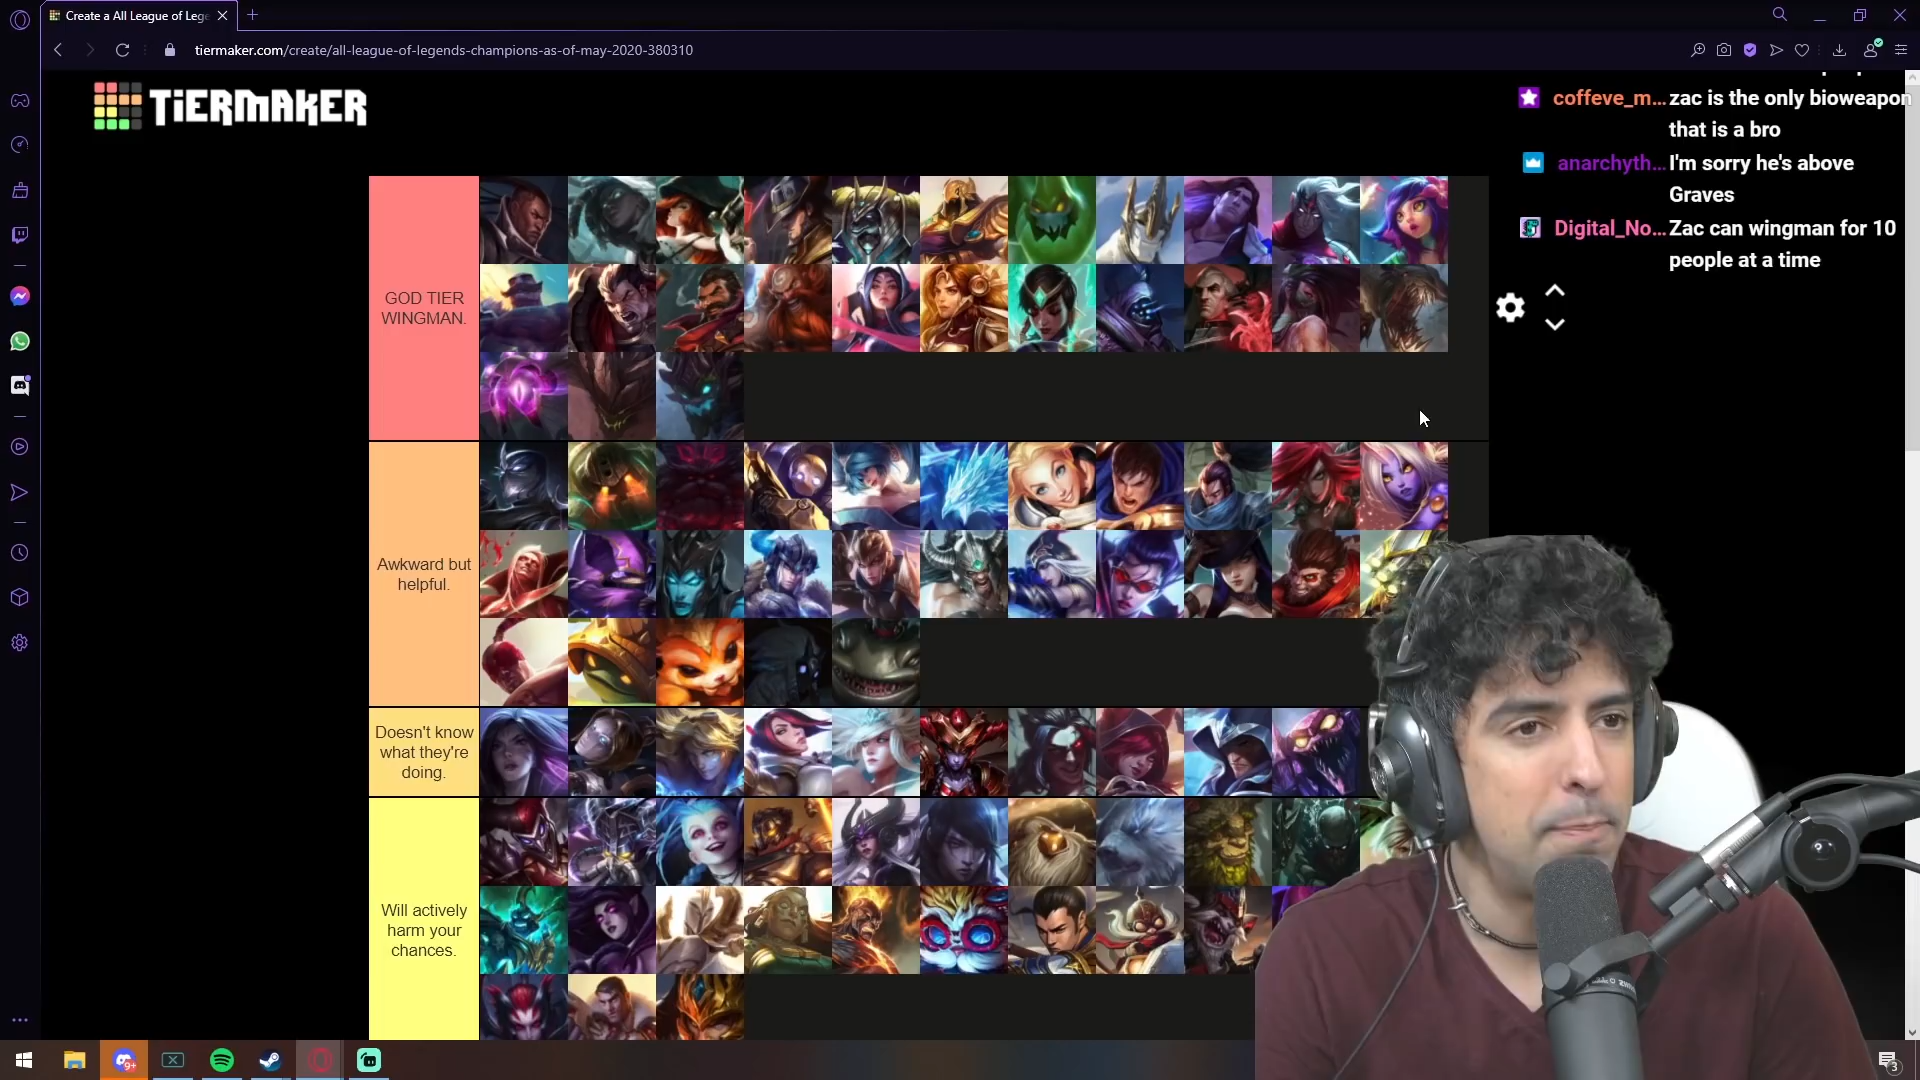 Create a All League of Lege
tiermaker.com/create/all-league-of-legends-champions-as-of-may-2020-380310
TiERMAKER
coffeve_m... zac is the only bioweapon
that is a bro
anarchyth... I'm sorry he's above
Graves
Digital_No... Zac can wingman for 10
people at a time
GOD TIER
WINGMAN.
Awkward but
helpful.
Doesn't know
what they're
doing.
Will actively
harm your
chances.
9+
3